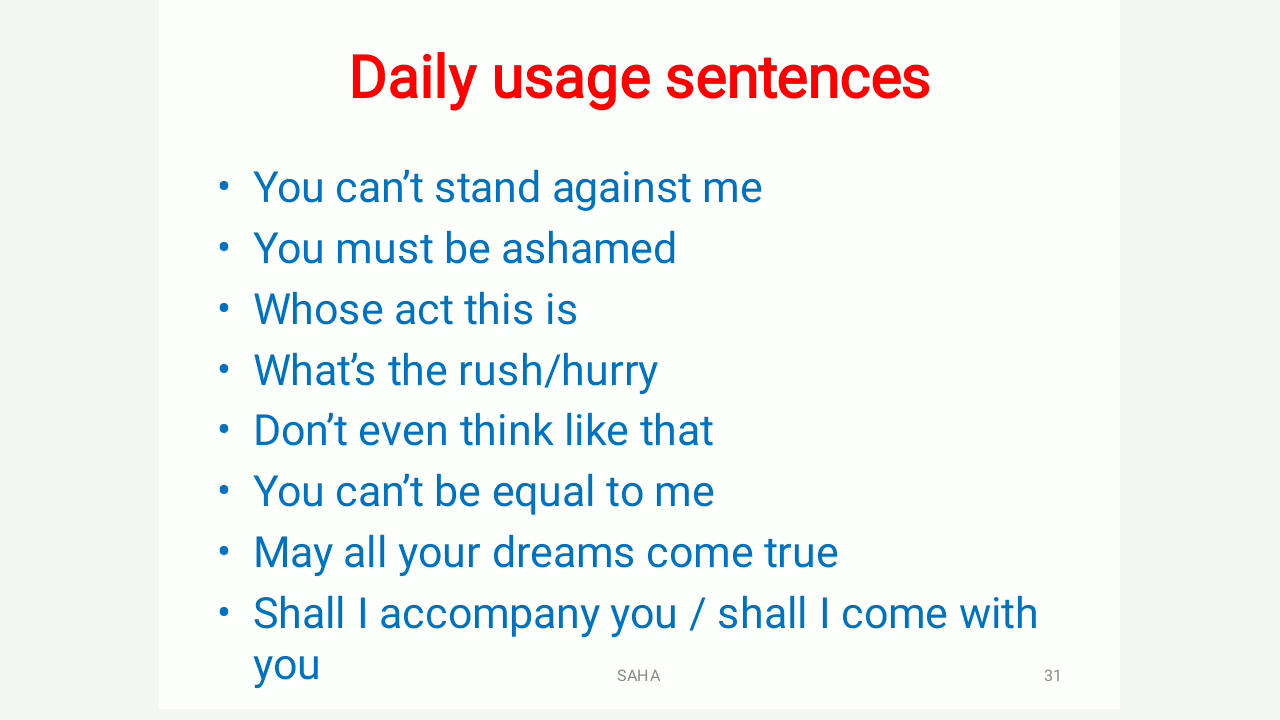 Daily usage sentences
• You can’t stand against me
• You must be ashamed
• Whose act this is
• What’s the rush/hurry
• Don’t even think like that
• You can’t be equal to me
• May all your dreams come true
• Shall I accompany you / shall I come with
you
SAHA
31